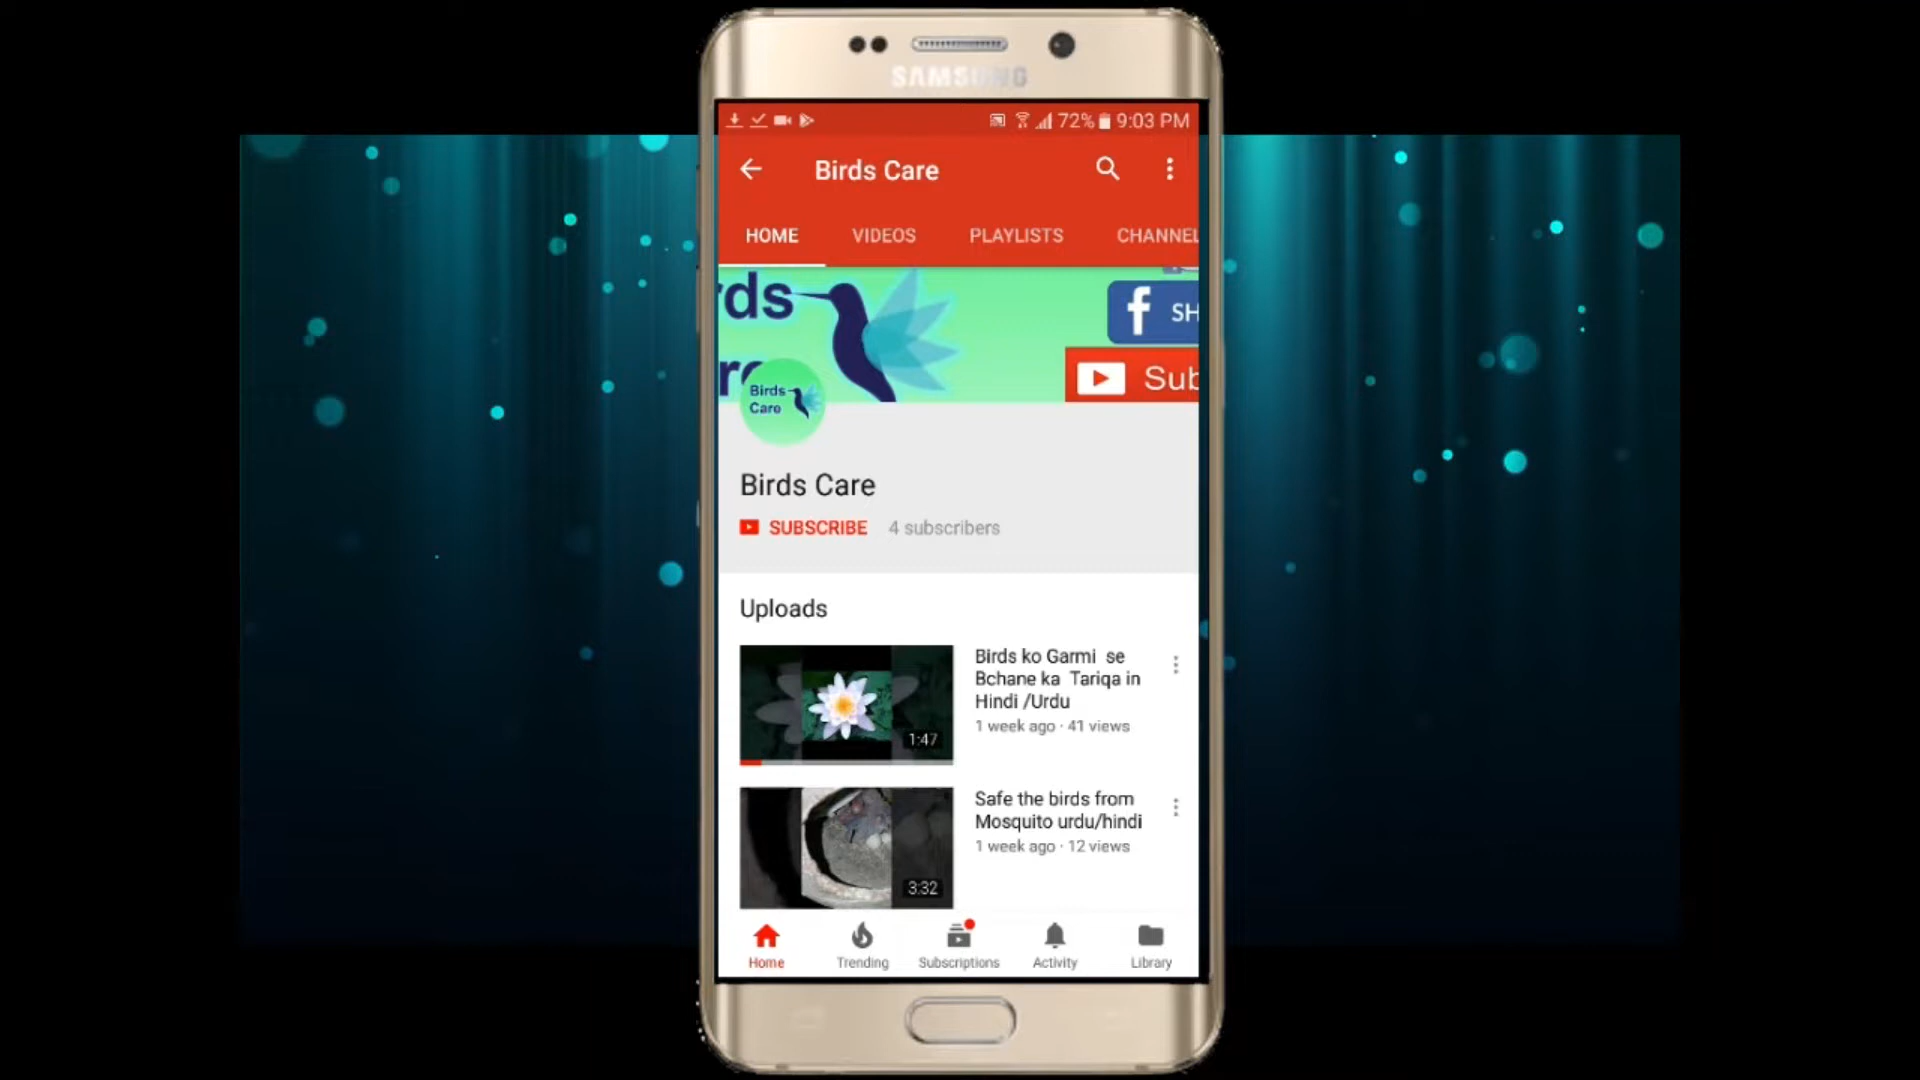 SAMSUNG
72% 9:03 PM
Birds Care
HOME VIDEOS PLAYLISTS CHANNEL
rds
SH
Sub
Birds
Care
Birds Care
SUBSCRIBE 4 subscribers
Uploads
Birds ko Garmi se
Bchane ka Tariqa in
Hindi /Urdu
1 week ago · 41 views
1:47
Safe the birds from
Mosquito urdu/hindi
1 week ago · 12 views
3:32
Home Trending Subscriptions Activity Library